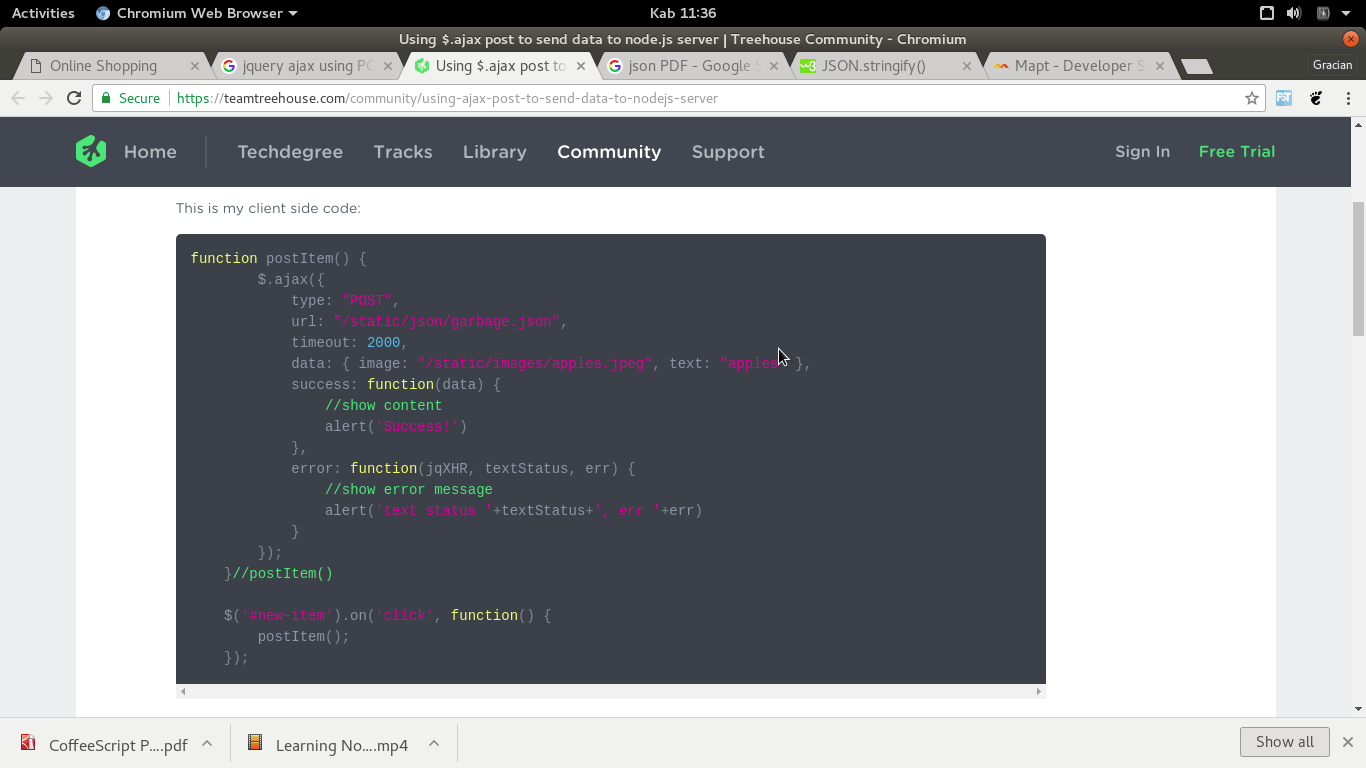 Activities Chromium Web Browser Kab 11:36
Using $.ajax post to send data to node.js server | Treehouse Community - Chromium
Online Shopping jquery ajax using PO Using $.ajax post to json PDF - Google S JSON.stringify() Mapt - Developer S Gracian
Secure https://teamtreehouse.com/community/using-ajax-post-to-send-data-to-nodejs-server
Home Techdegree Tracks Library Community Support Sign In Free Trial
This is my client side code:
function postItem() {
$.ajax({
type: "POST",
url: "/static/json/garbage.json",
timeout: 2000,
data: { image: "/static/images/apples.jpeg", text: "apples" },
success: function(data) {
//show content
alert('Success!')
},
error: function(jqXHR, textStatus, err) {
//show error message
alert('text status '+textStatus+', err '+err)
}
});
}//postItem()
$('#new-item').on('click', function() {
postItem();
});
CoffeeScript P....pdf Learning No....mp4 Show all